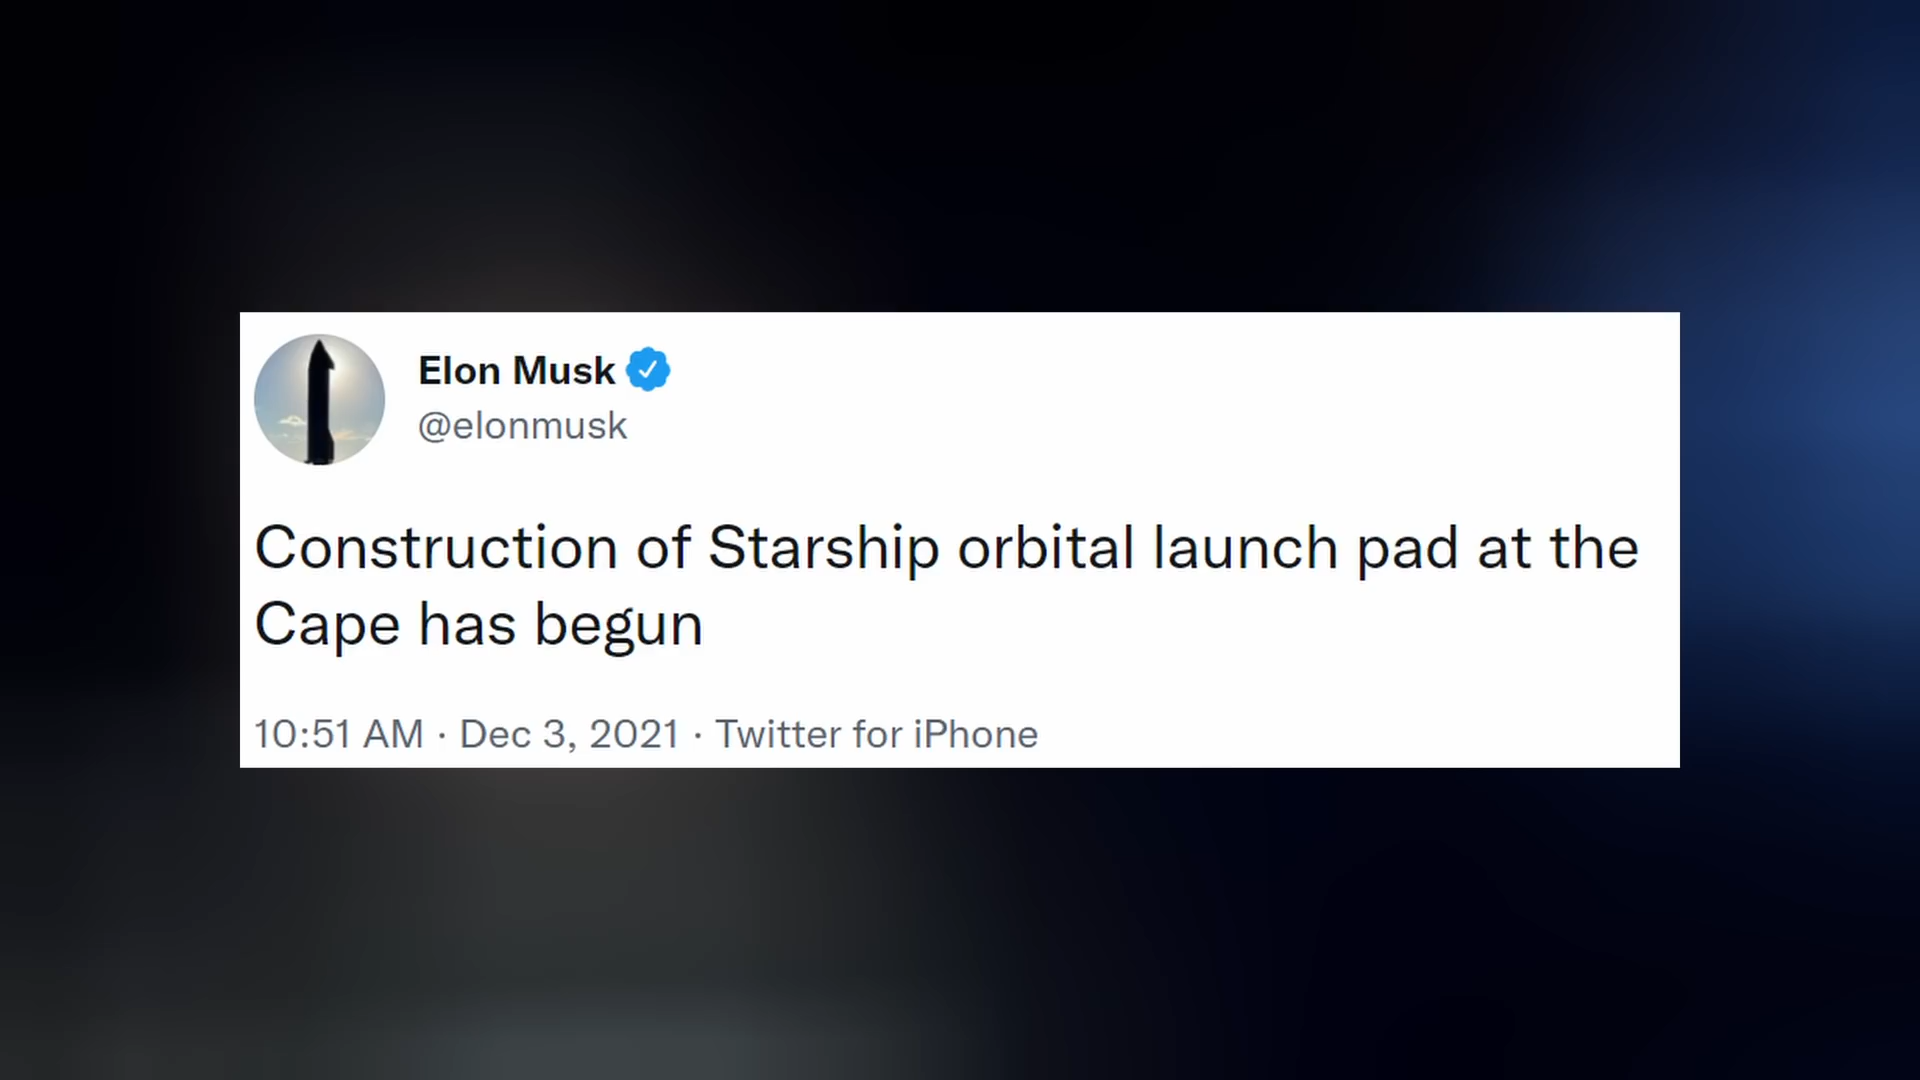 Elon Musk
@elonmusk
Construction of Starship orbital launch pad at the
Cape has begun
10:51 AM · Dec 3, 2021 · Twitter for iPhone